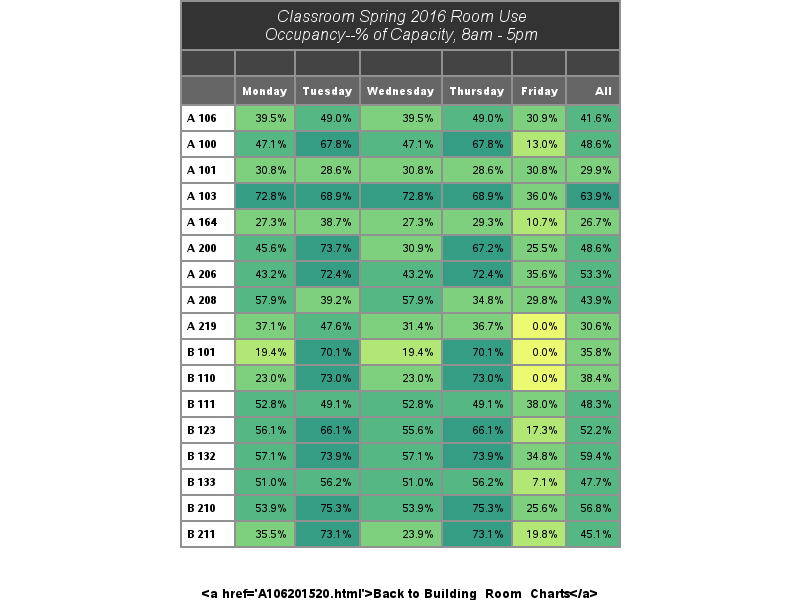 Classroom Spring 2016 Room Use
Occupancy--% of Capacity, 8am - 5pm
Monday Tuesday Wednesday Thursday Friday All
A 106 39.5% 49.0% 39.5% 49.0% 30.9% 41.6%
A 100 47.1% 67.8% 47.1% 67.8% 13.0% 48.6%
A 101 30.8% 28.6% 30.8% 28.6% 30.8% 29.9%
A 103 72.8% 68.9% 72.8% 68.9% 36.0% 63.9%
A 164 27.3% 38.7% 27.3% 29.3% 10.7% 26.7%
A 200 45.6% 73.7% 30.9% 67.2% 25.5% 48.6%
A 206 43.2% 72.4% 43.2% 72.4% 35.6% 53.3%
A 208 57.9% 39.2% 57.9% 34.8% 29.8% 43.9%
A 219 37.1% 47.6% 31.4% 36.7% 0.0% 30.6%
B 101 19.4% 70.1% 19.4% 70.1% 0.0% 35.8%
B 110 23.0% 73.0% 23.0% 73.0% 0.0% 38.4%
B 111 52.8% 49.1% 52.8% 49.1% 38.0% 48.3%
B 123 56.1% 66.1% 55.6% 66.1% 17.3% 52.2%
B 132 57.1% 73.9% 57.1% 73.9% 34.8% 59.4%
B 133 51.0% 56.2% 51.0% 56.2% 7.1% 47.7%
B 210 53.9% 75.3% 53.9% 75.3% 25.6% 56.8%
B 211 35.5% 73.1% 23.9% 73.1% 19.8% 45.1%
<a href='A106201520.html'>Back to Building_Room_Charts</a>